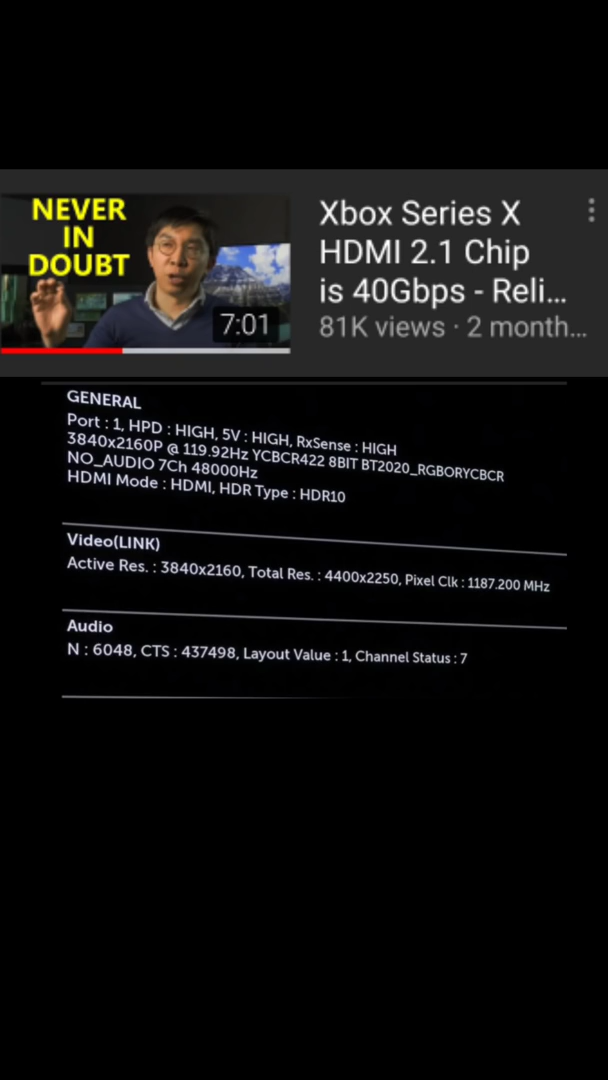 NEVER
IN
DOUBT
7:01
Xbox Series X
HDMI 2.1 Chip
is 40Gbps - Reli...
81K views · 2 month...
GENERAL
Port : 1, HPD : HIGH, 5V : HIGH, RxSense : HIGH
3840x2160P @ 119.92Hz YCBCR422 8BIT BT2020_RGBORYCBCR
NO_AUDIO 7Ch 48000Hz
HDMI Mode : HDMI, HDR Type : HDR10
Video(LINK)
Active Res. : 3840x2160, Total Res. : 4400x2250, Pixel Clk : 1187.200 MHz
Audio
N : 6048, CTS : 437498, Layout Value : 1, Channel Status : 7